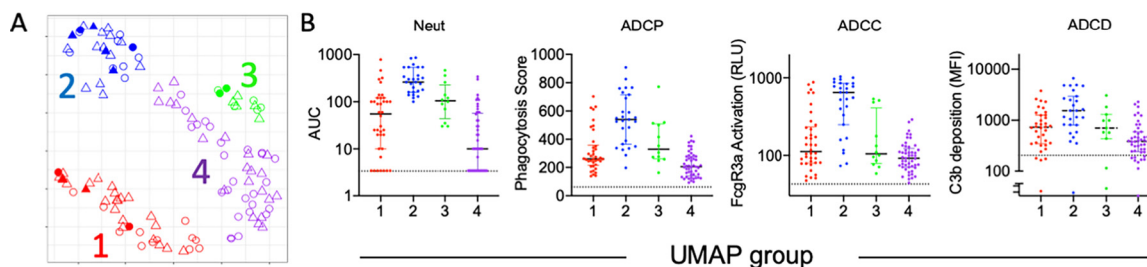 A
2
3
4
1
B
Neut
AUC
1000
100
10
1
1 2 3 4
ADCP
Phagocytosis Score
1000
800
600
400
200
0
1 2 3 4
ADCC
FcgR3a Activation (RLU)
1000
100
1 2 3 4
ADCD
C3b deposition (MFI)
10000
1000
100
1 2 3 4
UMAP group